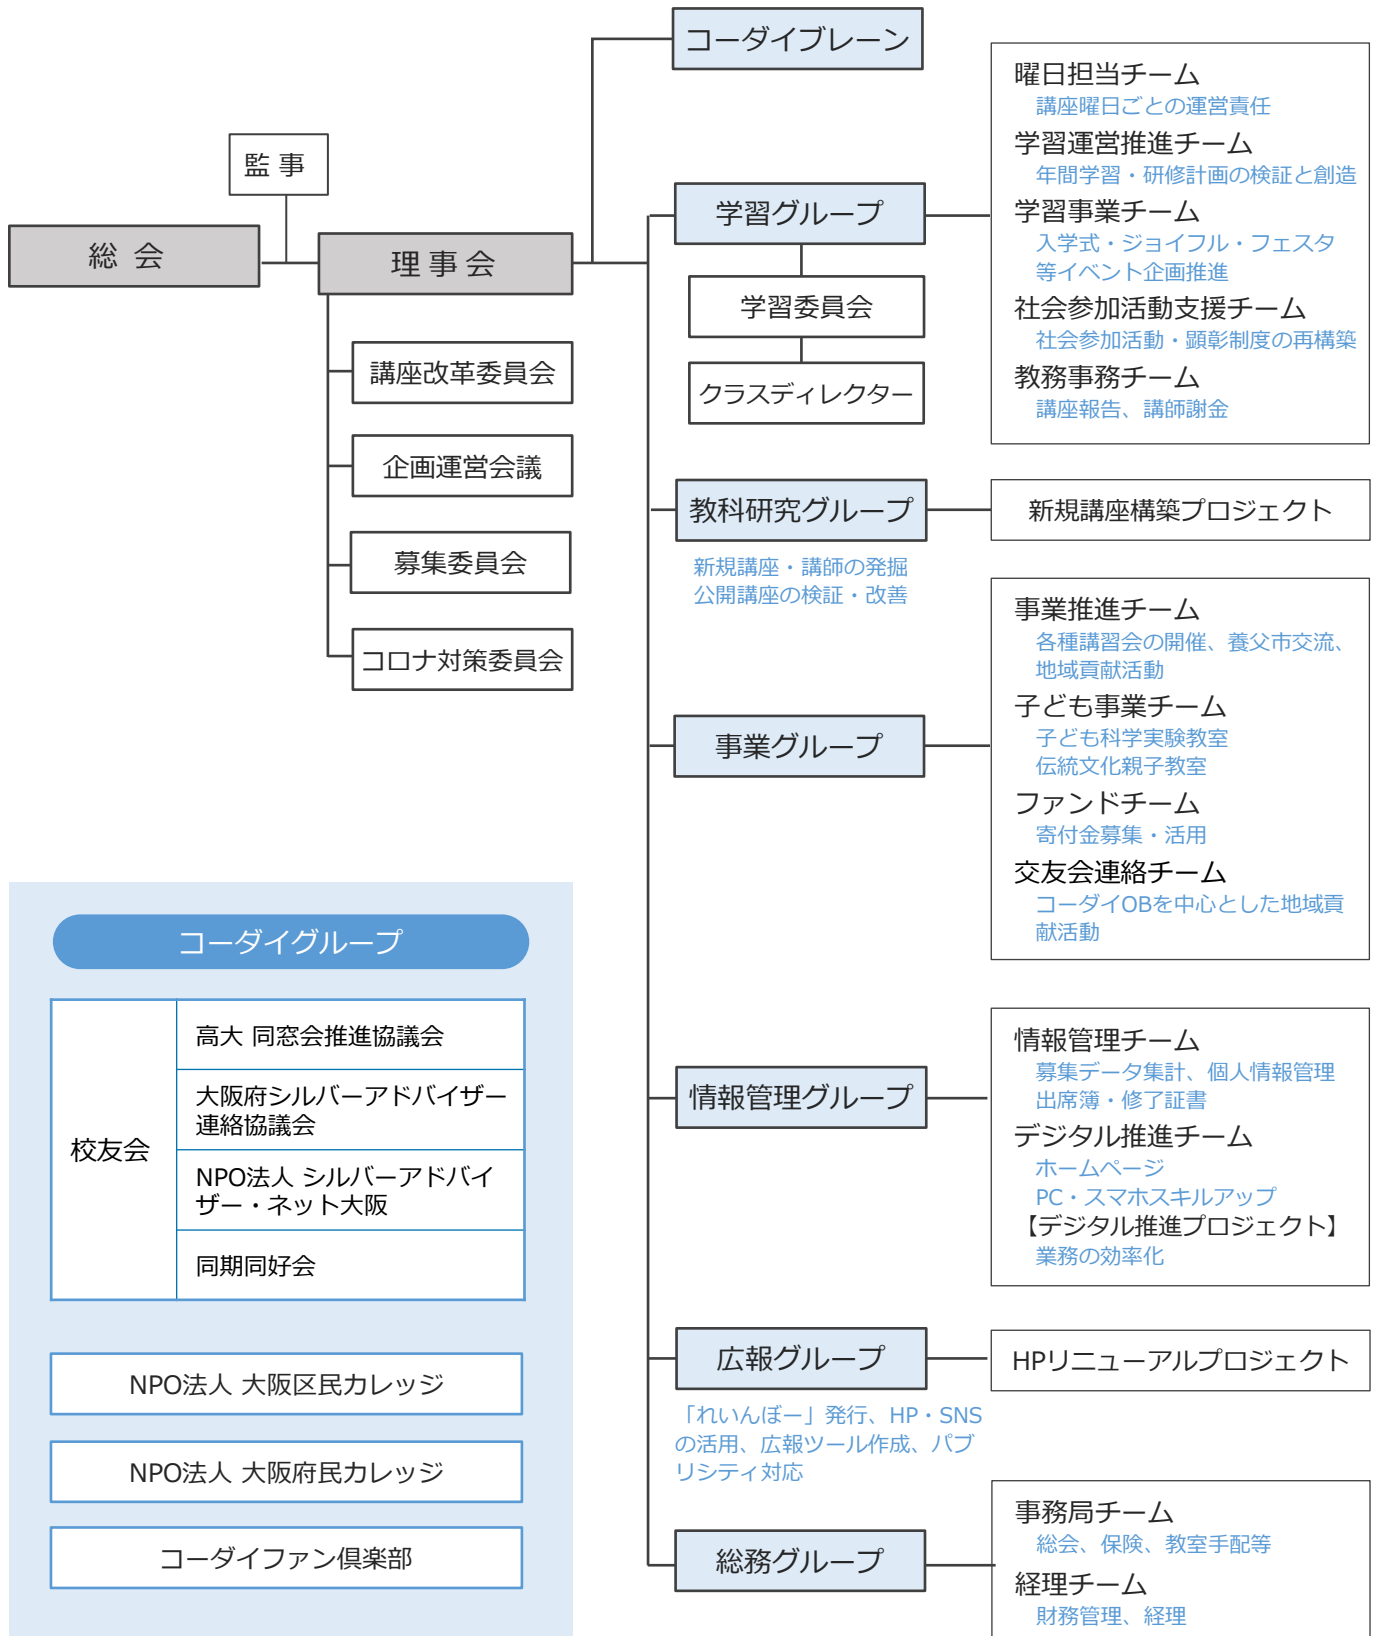 総 会
監 事
理 事 会
講座改革委員会
企画運営会議
募集委員会
コロナ対策委員会
コーダイブレーン
学習グループ
学習委員会
クラスディレクター
曜日担当チーム
講座曜日ごとの運営責任
学習運営推進チーム
年間学習・研修計画の検証と創造
学習事業チーム
入学式・ジョイフル・フェスタ
等イベント企画推進
社会参加活動支援チーム
社会参加活動・顕彰制度の再構築
教務事務チーム
講座報告、講師謝金
教科研究グループ
新規講座・講師の発掘
公開講座の検証・改善
新規講座構築プロジェクト
事業グループ
事業推進チーム
各種講習会の開催、養父市交流、
地域貢献活動
子ども事業チーム
子ども科学実験教室
伝統文化親子教室
ファンドチーム
寄付金募集・活用
交友会連絡チーム
コーダイOBを中心とした地域貢
献活動
情報管理グループ
情報管理チーム
募集データ集計、個人情報管理
出席簿・修了証書
デジタル推進チーム
ホームページ
PC・スマホスキルアップ
【デジタル推進プロジェクト】
業務の効率化
広報グループ
「れいんぼー」発行、HP・SNS
の活用、広報ツール作成、パブ
リシティ対応
HPリニューアルプロジェクト
総務グループ
事務局チーム
総会、保険、教室手配等
経理チーム
財務管理、経理
コーダイグループ
校友会
高大 同窓会推進協議会
大阪府シルバーアドバイザー
連絡協議会
NPO法人 シルバーアドバイ
ザー・ネット大阪
同期同好会
NPO法人 大阪区民カレッジ
NPO法人 大阪府民カレッジ
コーダイファン倶楽部